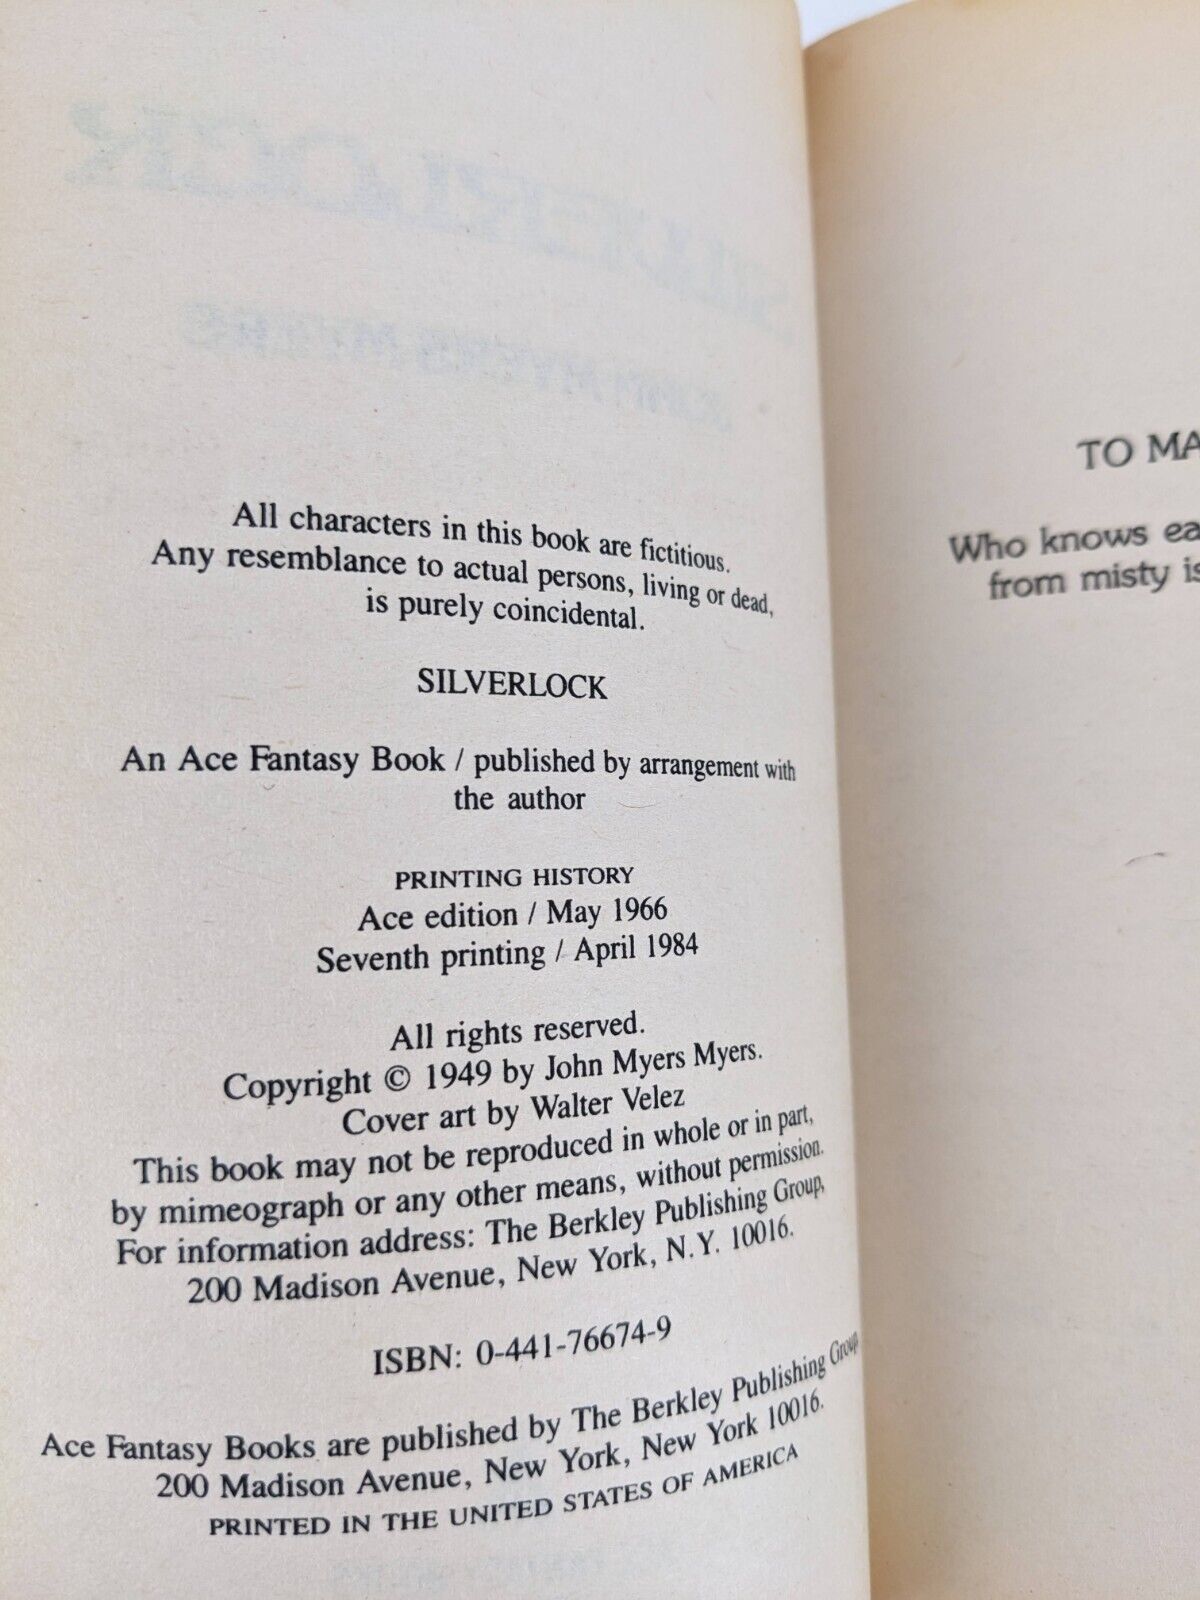 All characters in this book are fictitious.
Any resemblance to actual persons, living or dead,
is purely coincidental.
SILVERLOCK
An Ace Fantasy Book / published by arrangement with
the author
PRINTING HISTORY
Ace edition / May 1966
Seventh printing / April 1984
All rights reserved.
Copyright © 1949 by John Myers Myers.
Cover art by Walter Velez
This book may not be reproduced in whole or in part,
by mimeograph or any other means, without permission.
For information address: The Berkley Publishing Group,
200 Madison Avenue, New York, N.Y. 10016.
ISBN: 0-441-76674-9
Ace Fantasy Books are published by The Berkley Publishing Group,
200 Madison Avenue, New York, New York 10016.
PRINTED IN THE UNITED STATES OF AMERICA
TO MA
Who knows ea
from misty is